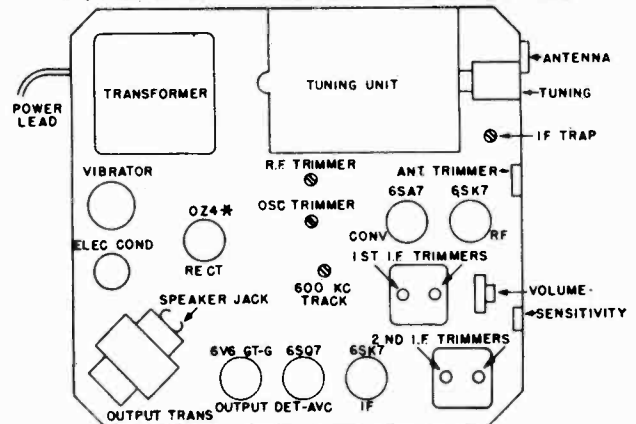 ANTENNA
TRANSFORMER
TUNING UNIT
TUNING
POWER
LEAD
IF TRAP
R.F. TRIMMER
ANT. TRIMMER
VIBRATOR
6SA7
6SK7
OZ4*
OSC TRIMMER
CONV
RF
ELEC COND
RECT
1ST I.F. TRIMMERS
600 KC
TRACK
VOLUME
SPEAKER JACK
SENSITIVITY
2ND I.F. TRIMMERS
6V6 GT-G
6SQ7
6SK7
OUTPUT TRANS
OUTPUT
DET-AVC
IF